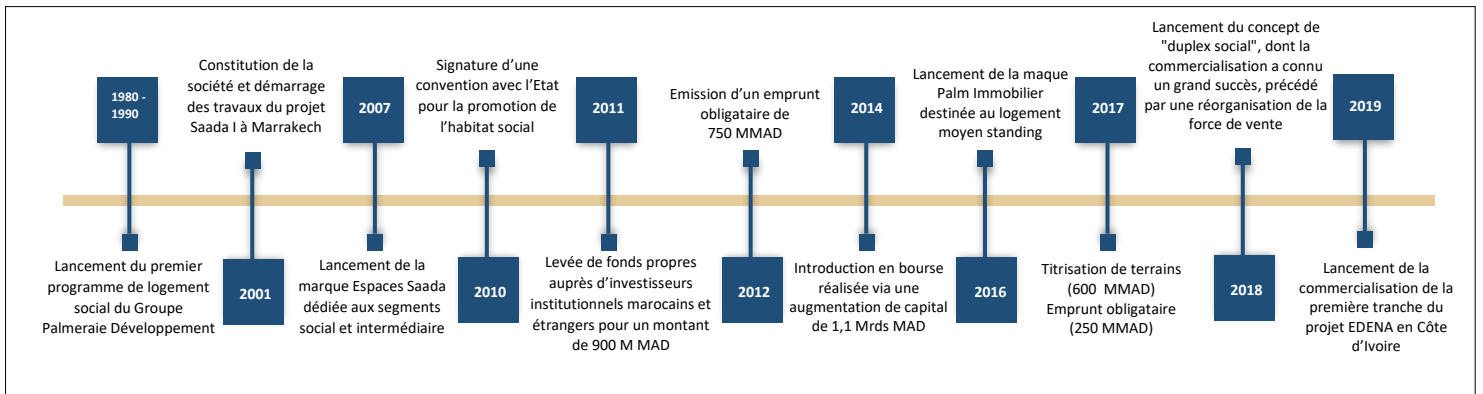 1980 -
1990
Lancement du premier
programme de logement
social du Groupe
Palmeraie Développement
Constitution de la
société et démarrage
des travaux du projet
Saada I à Marrakech
2001
2007
Lancement de la
marque Espaces Saada
dédiée aux segments
social et intermédiaire
Signature d’une
convention avec l’Etat
pour la promotion de
l’habitat social
2010
2011
Levée de fonds propres
auprès d’investisseurs
institutionnels marocains et
étrangers pour un montant
de 900 M MAD
Emission d’un emprunt
obligataire de
750 MMAD
2012
2014
Introduction en bourse
réalisée via une
augmentation de capital
de 1,1 Mrds MAD
Lancement de la maque
Palm Immobilier
destinée au logement
moyen standing
2016
2017
Titrisation de terrains
(600 MMAD)
Emprunt obligataire
(250 MMAD)
Lancement du concept de
"duplex social", dont la
commercialisation a connu
un grand succès, précédé
par une réorganisation de la
force de vente
2018
2019
Lancement de la
commercialisation de la
première tranche du
projet EDENA en Côte
d’Ivoire